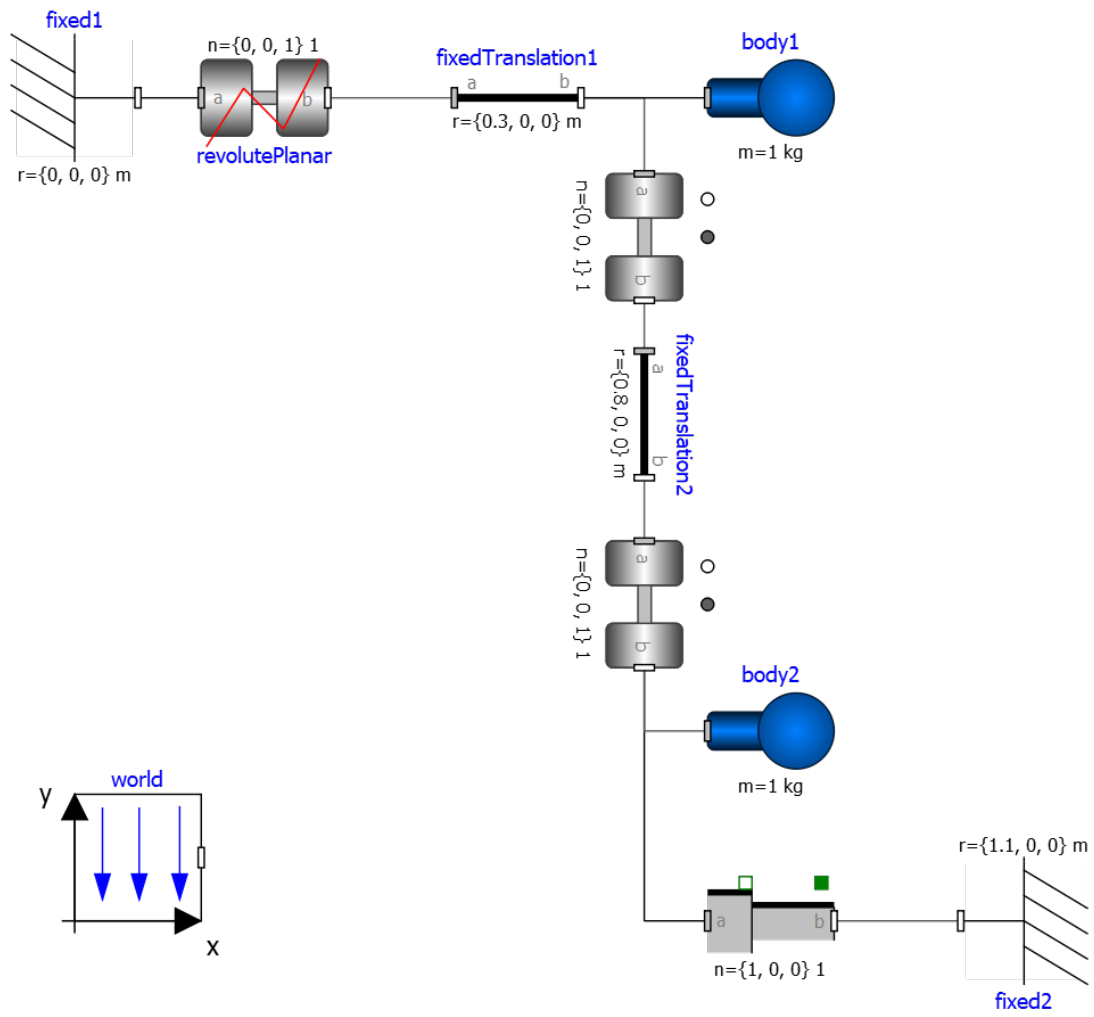 fixed1
n={0, 0, 1} 1
a
b
revolutePlanar
r={0, 0, 0} m
fixedTranslation1
a
b
r={0.3, 0, 0} m
body1
m=1 kg
n={0, 0, 1} 1
a
b
fixedTranslation2
a
b
r={0.8, 0, 0} m
n={0, 0, 1} 1
a
b
body2
m=1 kg
world
y
x
r={1.1, 0, 0} m
a
b
n={1, 0, 0} 1
fixed2